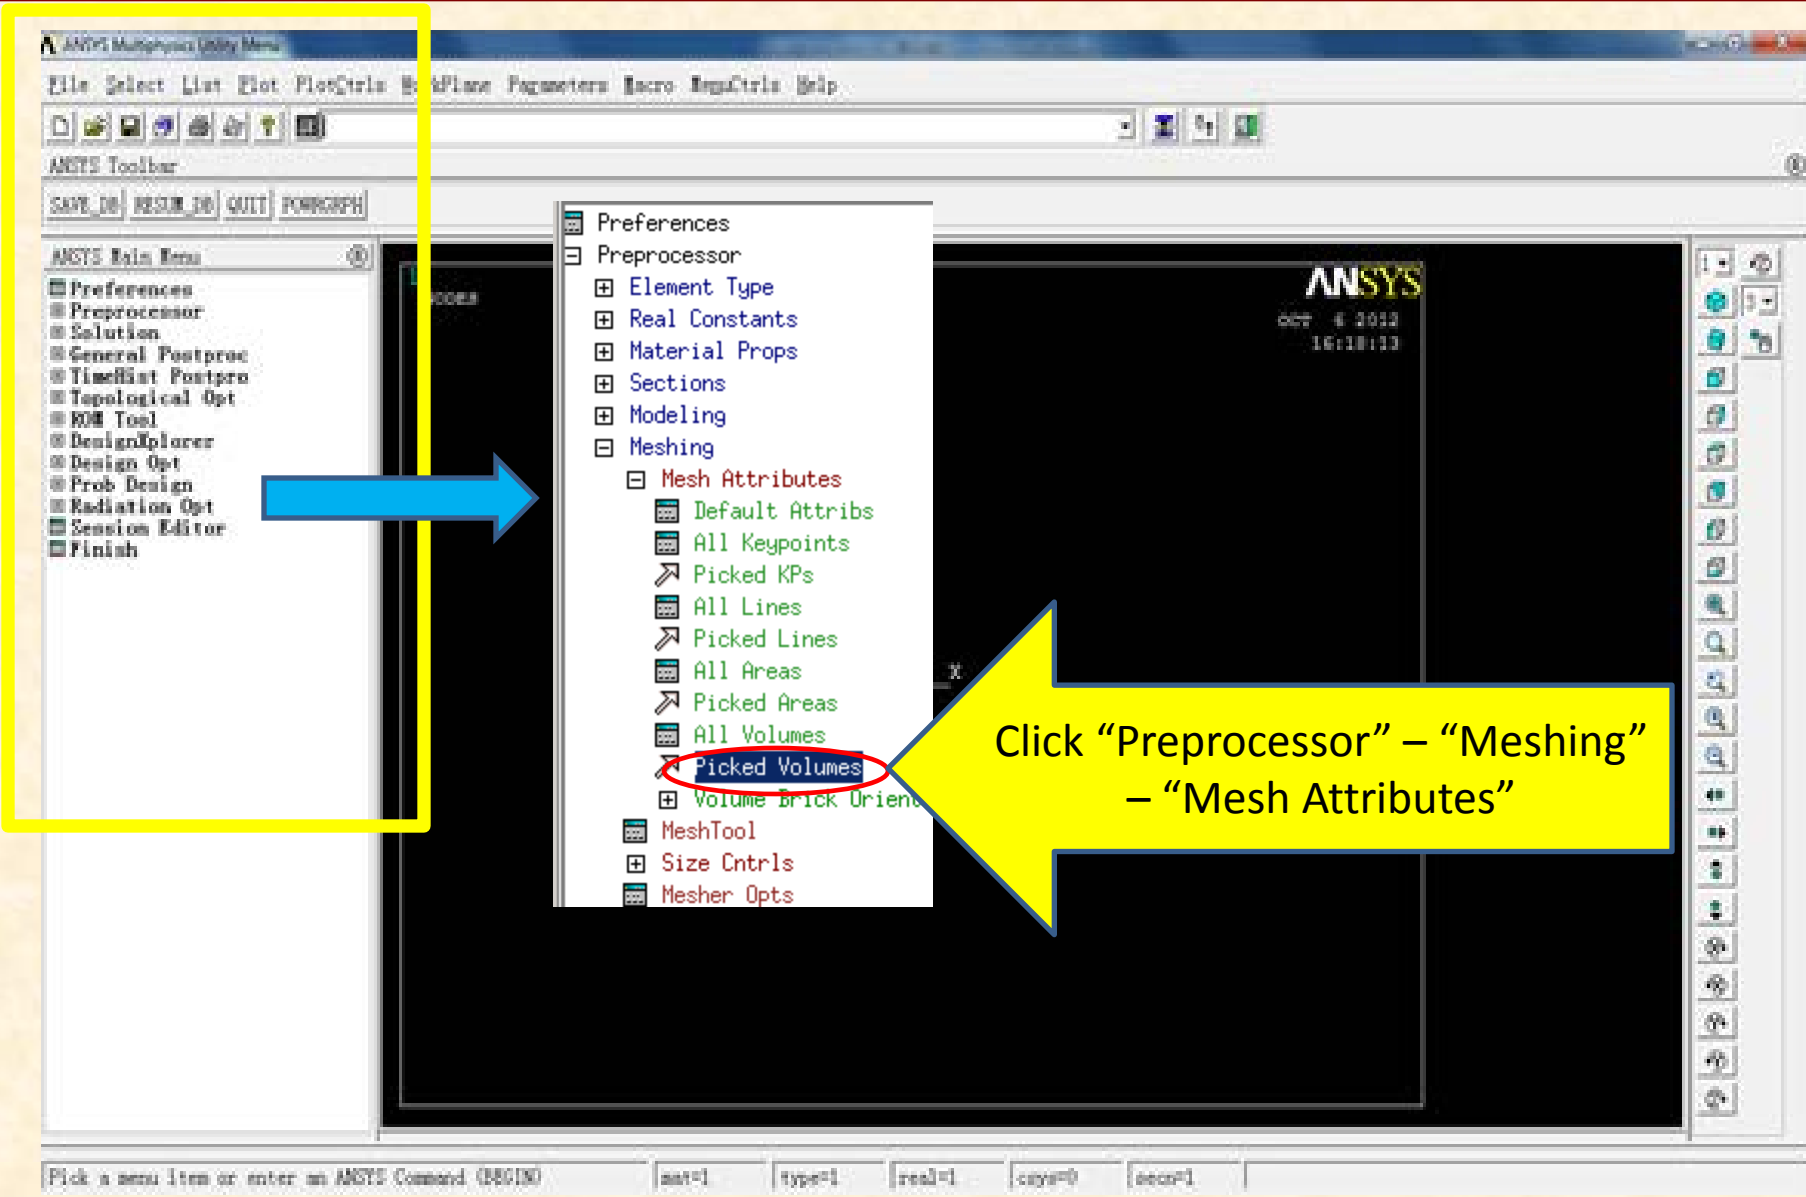 ANSYS Multiphysics Utility Menu
File Select List Plot PlotCtrls WorkPlane Parameters Macro MenuCtrls Help
ANSYS Toolbar
SAVE_DB RESUM_DB QUIT POWRGRPH
ANSYS Main Menu
Preferences
Preprocessor
Solution
General Postproc
TimeHist Postpro
Topological Opt
ROM Tool
DesignXplorer
Design Opt
Prob Design
Radiation Opt
Session Editor
Finish
Preferences
Preprocessor
Element Type
Real Constants
Material Props
Sections
Modeling
Meshing
Mesh Attributes
Default Attribs
All Keypoints
Picked KPs
All Lines
Picked Lines
All Areas
Picked Areas
All Volumes
Picked Volumes
Volume Brick Orient
MeshTool
Size Cntrls
Mesher Opts
ANSYS
OCT 6 2012
16:18:13
X
Click “Preprocessor” – “Meshing”
– “Mesh Attributes”
Pick a menu item or enter an ANSYS Command (BEGIN) mat=1 type=1 real=1 csys=0 secn=1